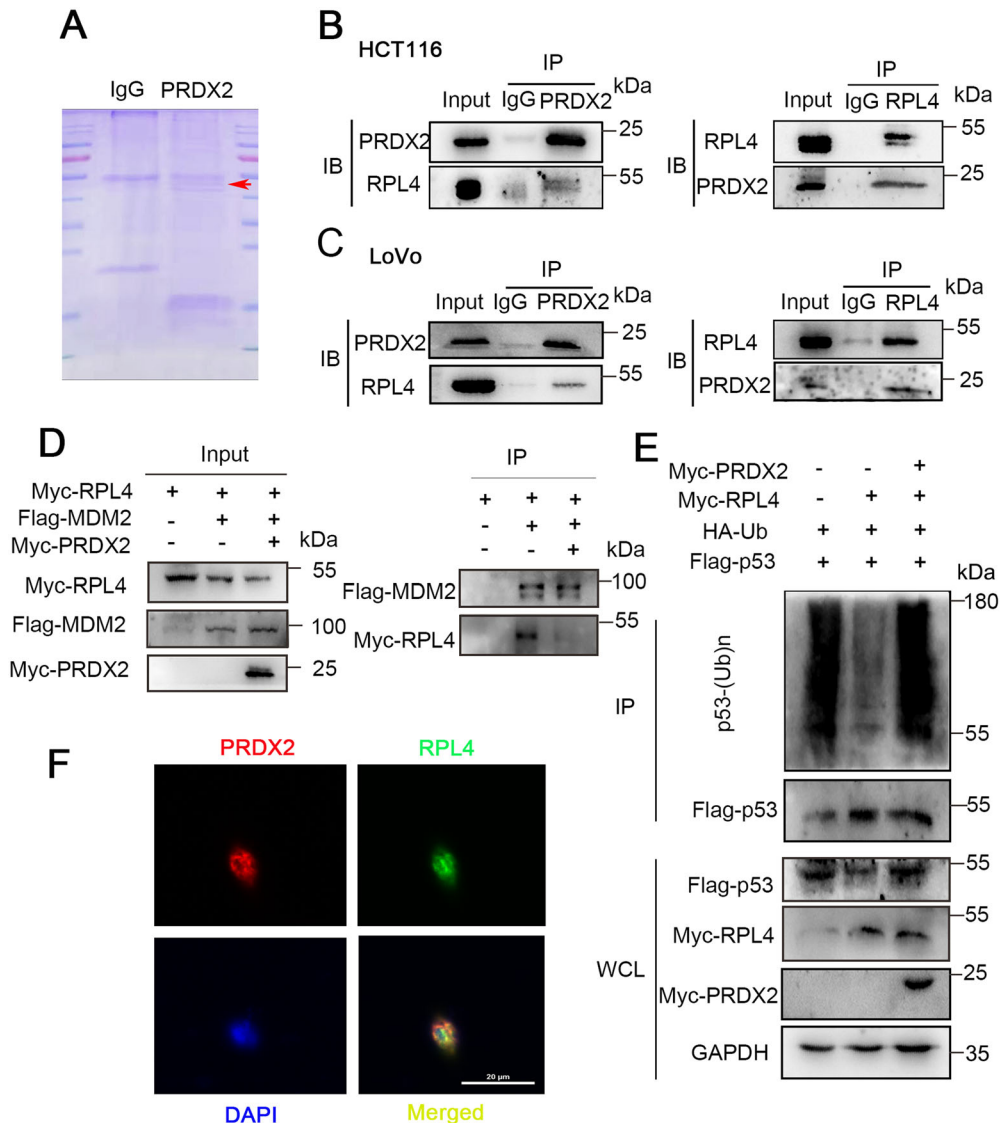 A
IgG PRDX2
B
HCT116
IP
Input IgG PRDX2 kDa
IB
PRDX2 25
RPL4 55
IP
Input IgG RPL4 kDa
IB
RPL4 55
PRDX2 25
C
LoVo
IP
Input IgG PRDX2 kDa
IB
PRDX2 25
RPL4 55
IP
Input IgG RPL4 kDa
IB
RPL4 55
PRDX2 25
D
Input
Myc-RPL4 + + +
Flag-MDM2 - + +
Myc-PRDX2 - - + kDa
Myc-RPL4 55
Flag-MDM2 100
Myc-PRDX2 25
IP
+ + +
- + +
- - + kDa
Flag-MDM2 100
Myc-RPL4 55
E
Myc-PRDX2 - - +
Myc-RPL4 - + +
HA-Ub + + +
Flag-p53 + + +
kDa
IP
p53-(Ub)n
180
55
Flag-p53 55
WCL
Flag-p53 55
Myc-RPL4 55
Myc-PRDX2 25
GAPDH 35
F
PRDX2 RPL4
20 μm
DAPI Merged